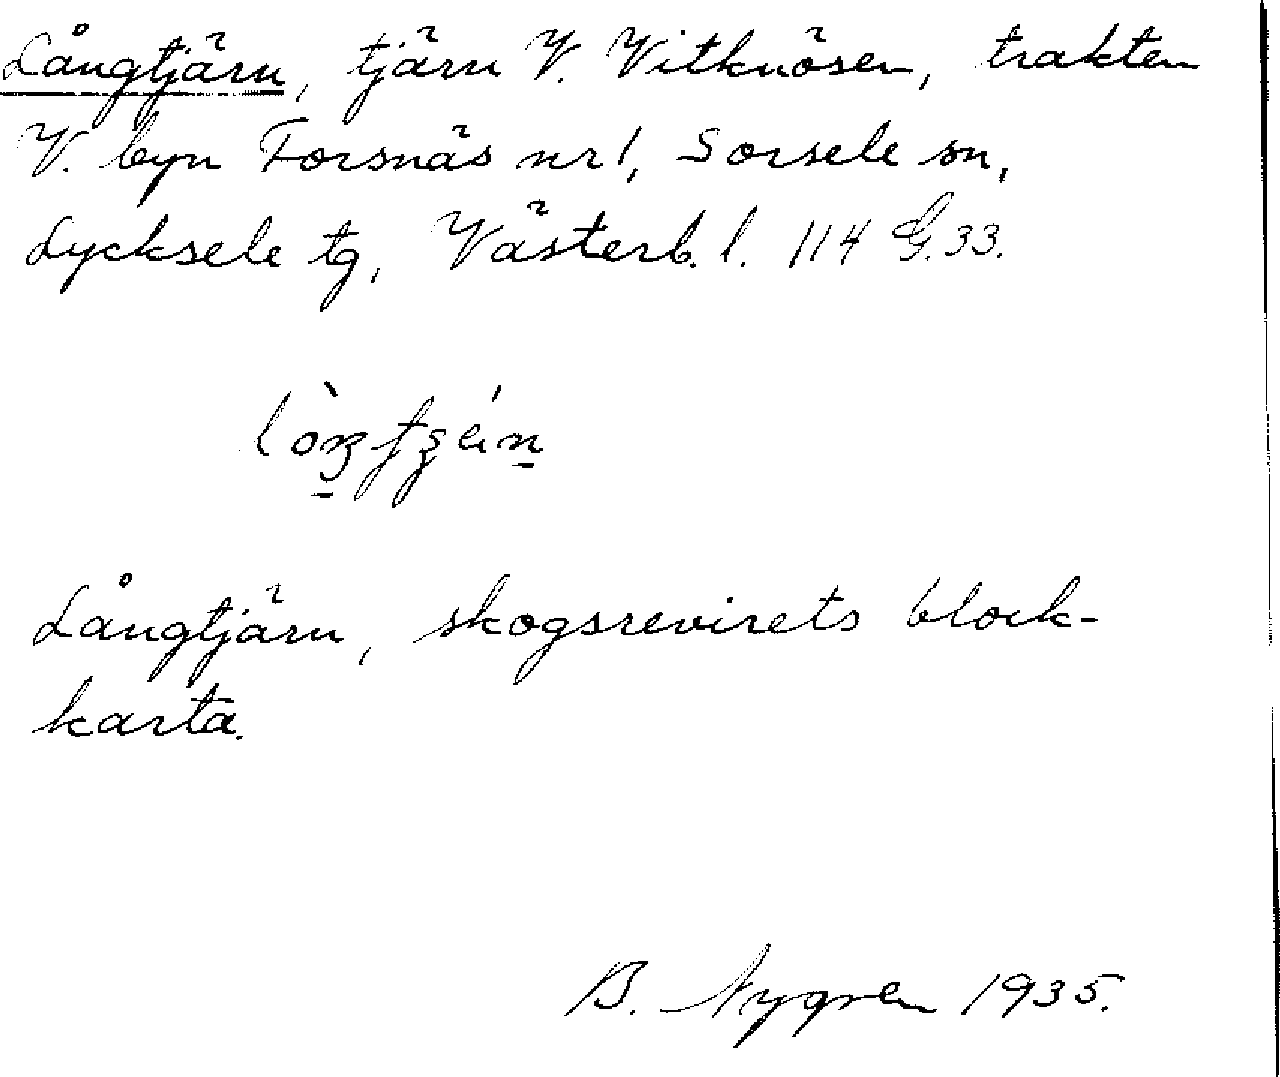 Långtjärn, tjärn V. Vitknösen, trakten
V. byn Forsnäs nr 1, Sorsele sn,
Lycksele tg, Västerb. l. 114 G. 33.
Långtjärn, skogsrevirets block-
karta.
B. Nygren 1935.